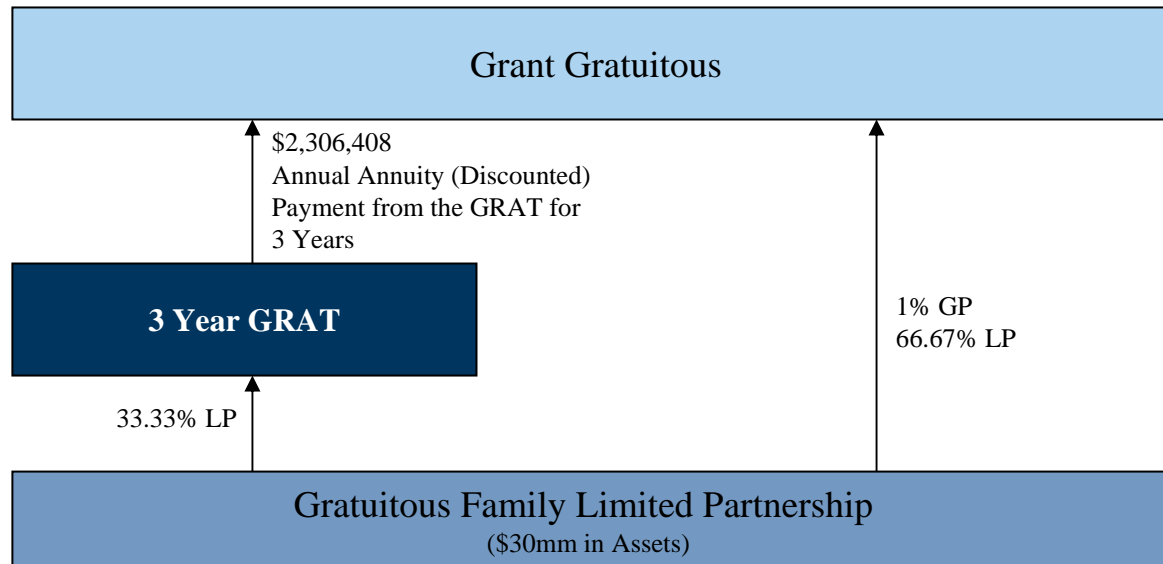 Grant Gratuitous
$2,306,408
Annual Annuity (Discounted)
Payment from the GRAT for
3 Years
3 Year GRAT
1% GP
66.67% LP
33.33% LP
Gratuitous Family Limited Partnership
($30mm in Assets)